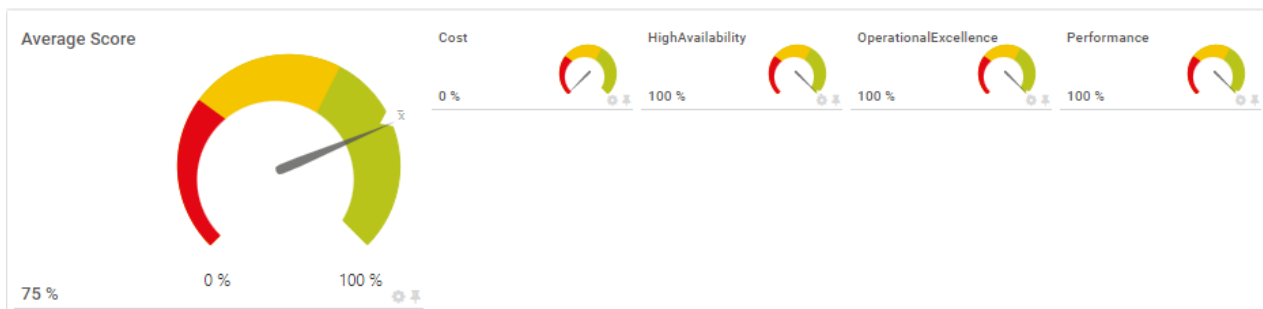 Average Score
x̄
0 %
100 %
75 %
Cost
0 %
HighAvailability
100 %
OperationalExcellence
100 %
Performance
100 %